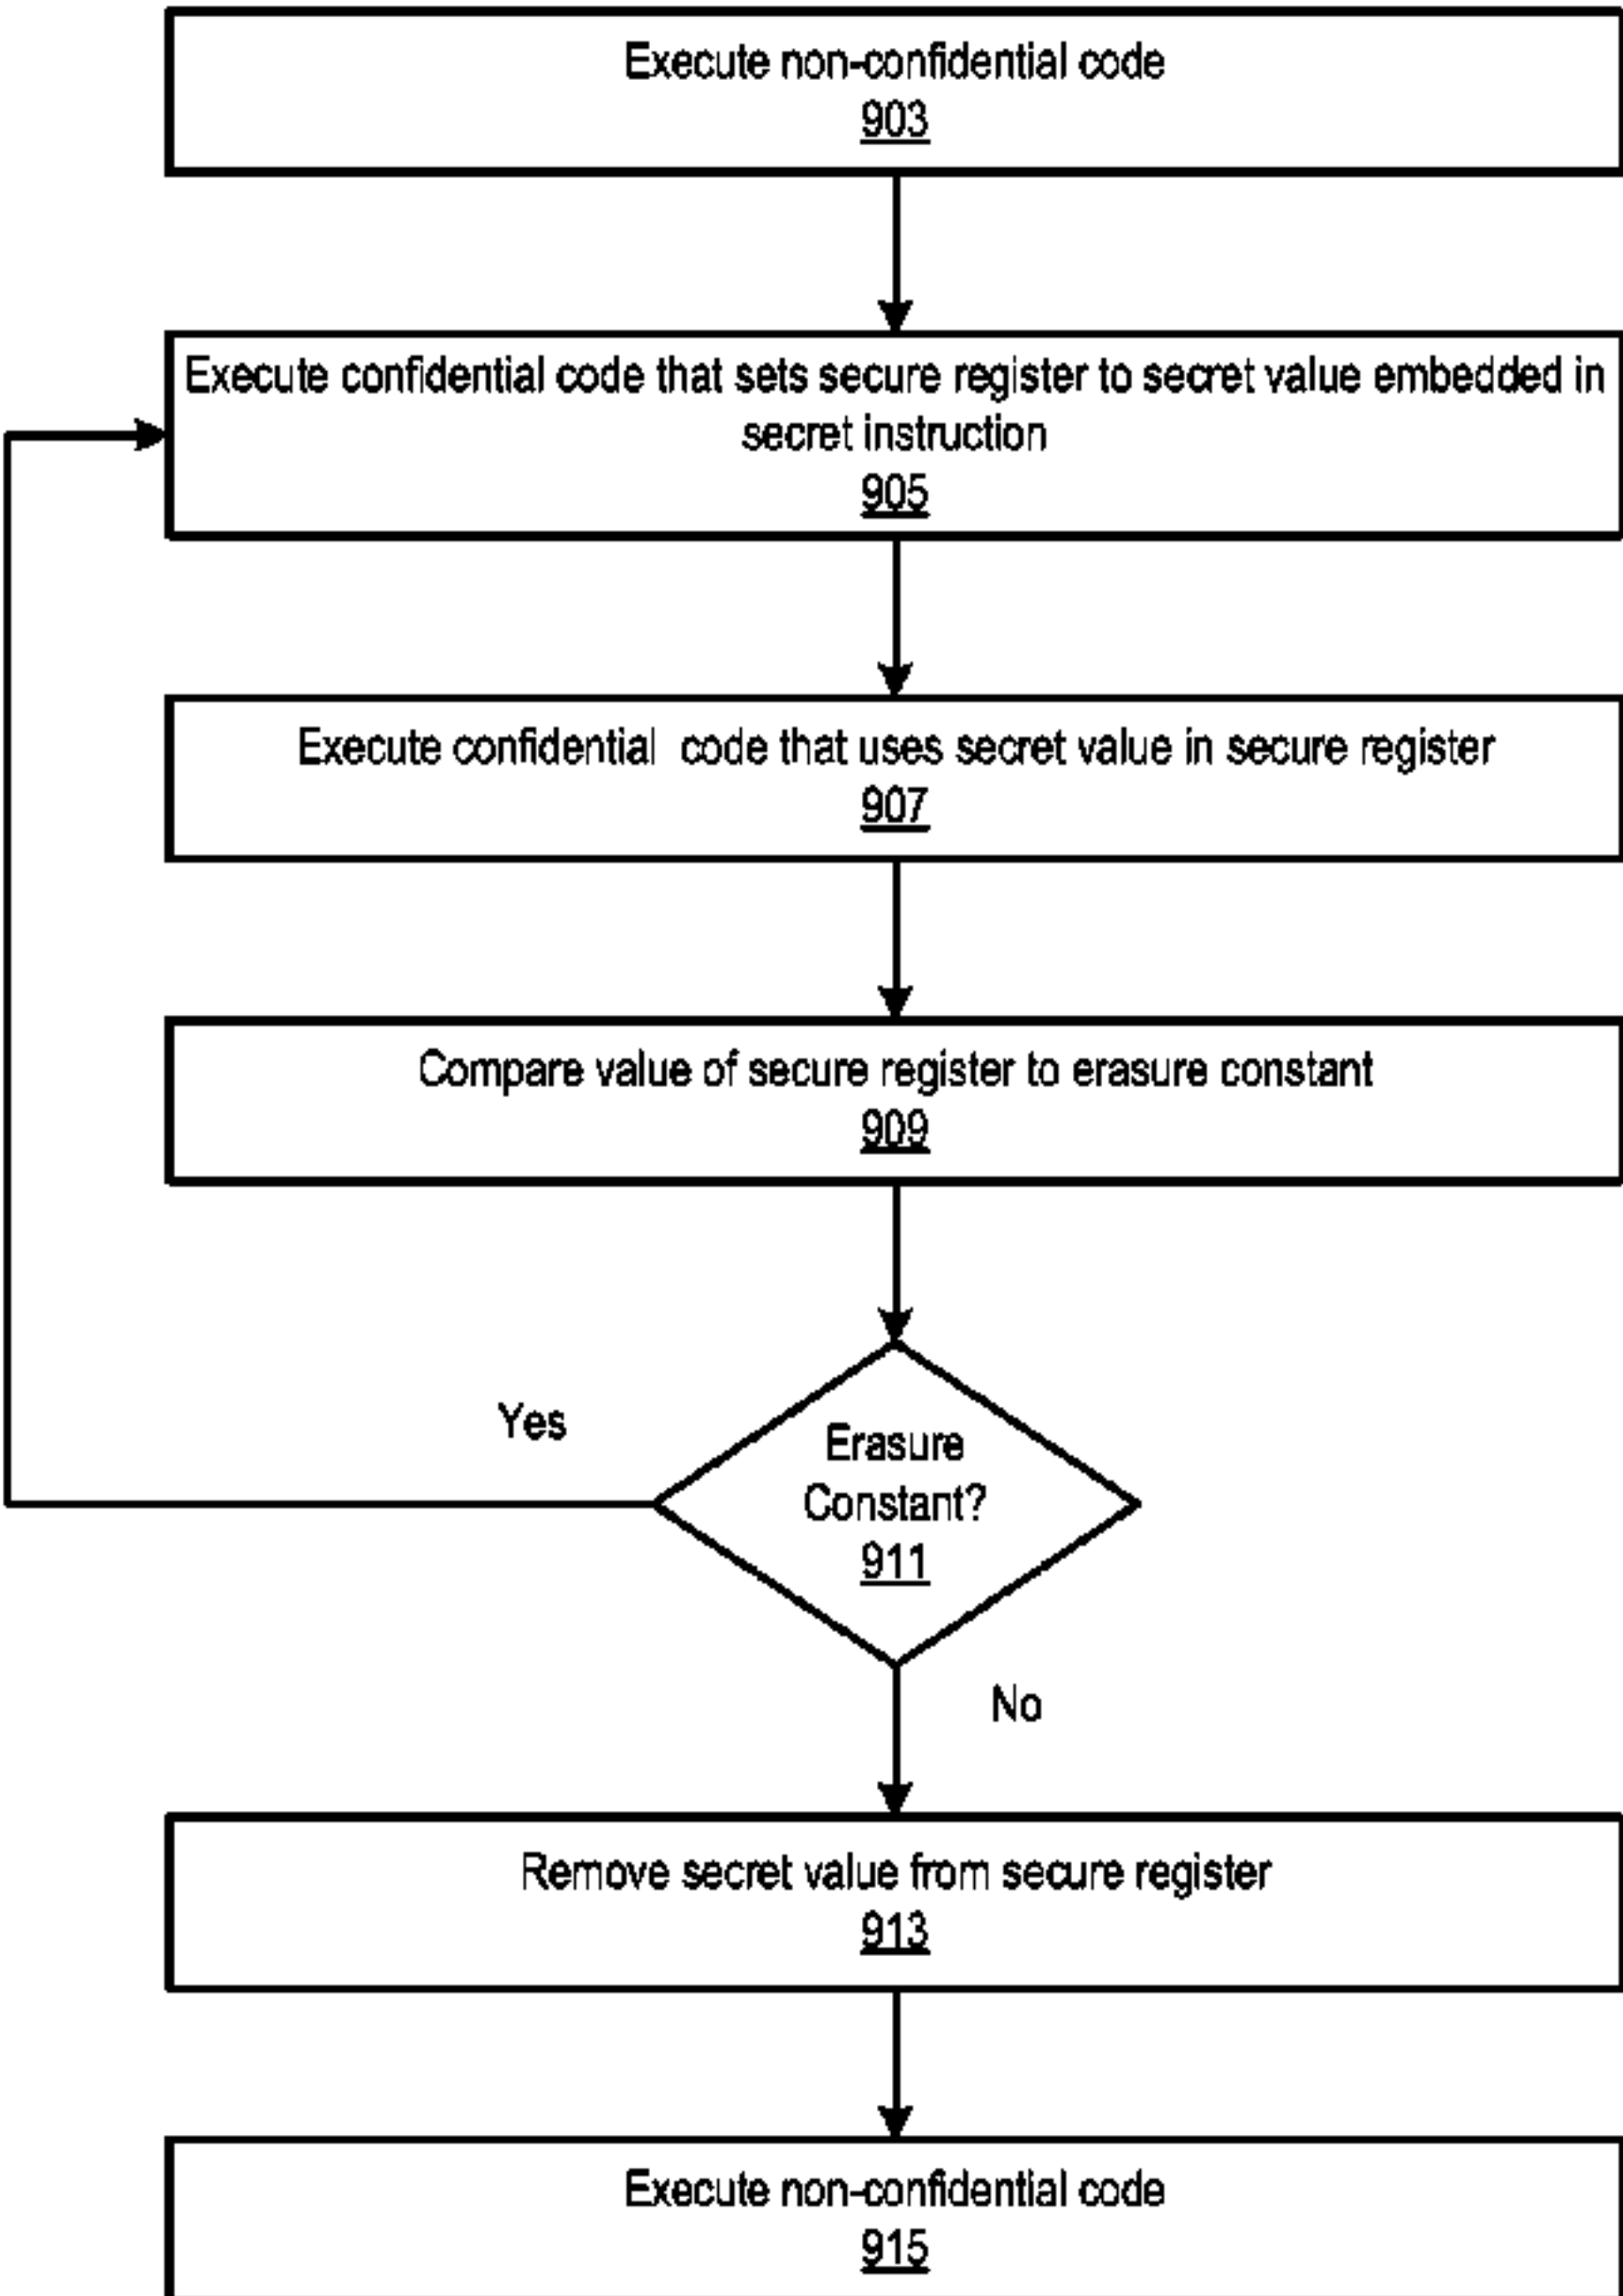 Execute non-confidential code
903
Execute confidential code that sets secure register to secret value embedded in
secret instruction
905
Execute confidential code that uses secret value in secure register
907
Compare value of secure register to erasure constant
909
Yes
Erasure
Constant?
911
No
Remove secret value from secure register
913
Execute non-confidential code
915